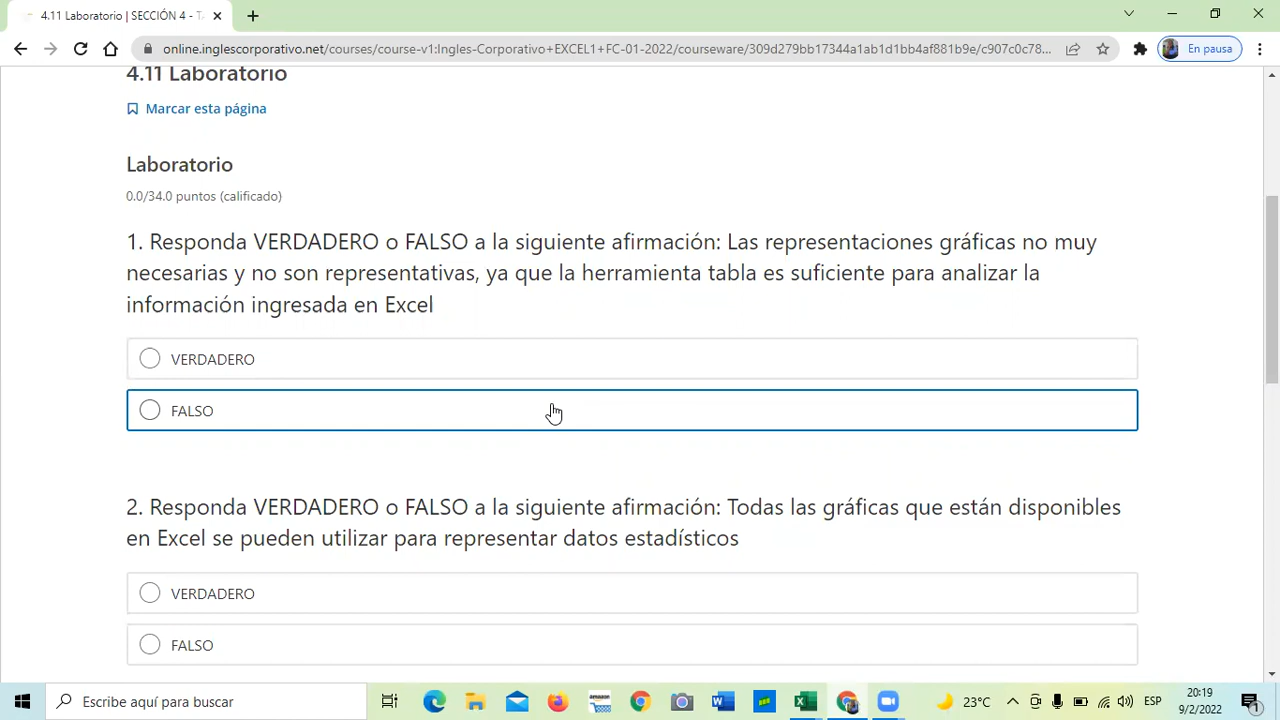 4.11 Laboratorio | SECCIÓN 4 - T
online.inglescorporativo.net/courses/course-v1:Ingles-Corporativo+EXCEL1+FC-01-2022/courseware/309d279bb17344a1ab1d1bb4af881b9e/c907c0c78...
En pausa
4.11 Laboratorio
Marcar esta página
Laboratorio
0.0/34.0 puntos (calificado)
1. Responda VERDADERO o FALSO a la siguiente afirmación: Las representaciones gráficas no muy
necesarias y no son representativas, ya que la herramienta tabla es suficiente para analizar la
información ingresada en Excel
VERDADERO
FALSO
2. Responda VERDADERO o FALSO a la siguiente afirmación: Todas las gráficas que están disponibles
en Excel se pueden utilizar para representar datos estadísticos
VERDADERO
FALSO
Escribe aquí para buscar
amazon
23°C
ESP
20:19
9/2/2022
1